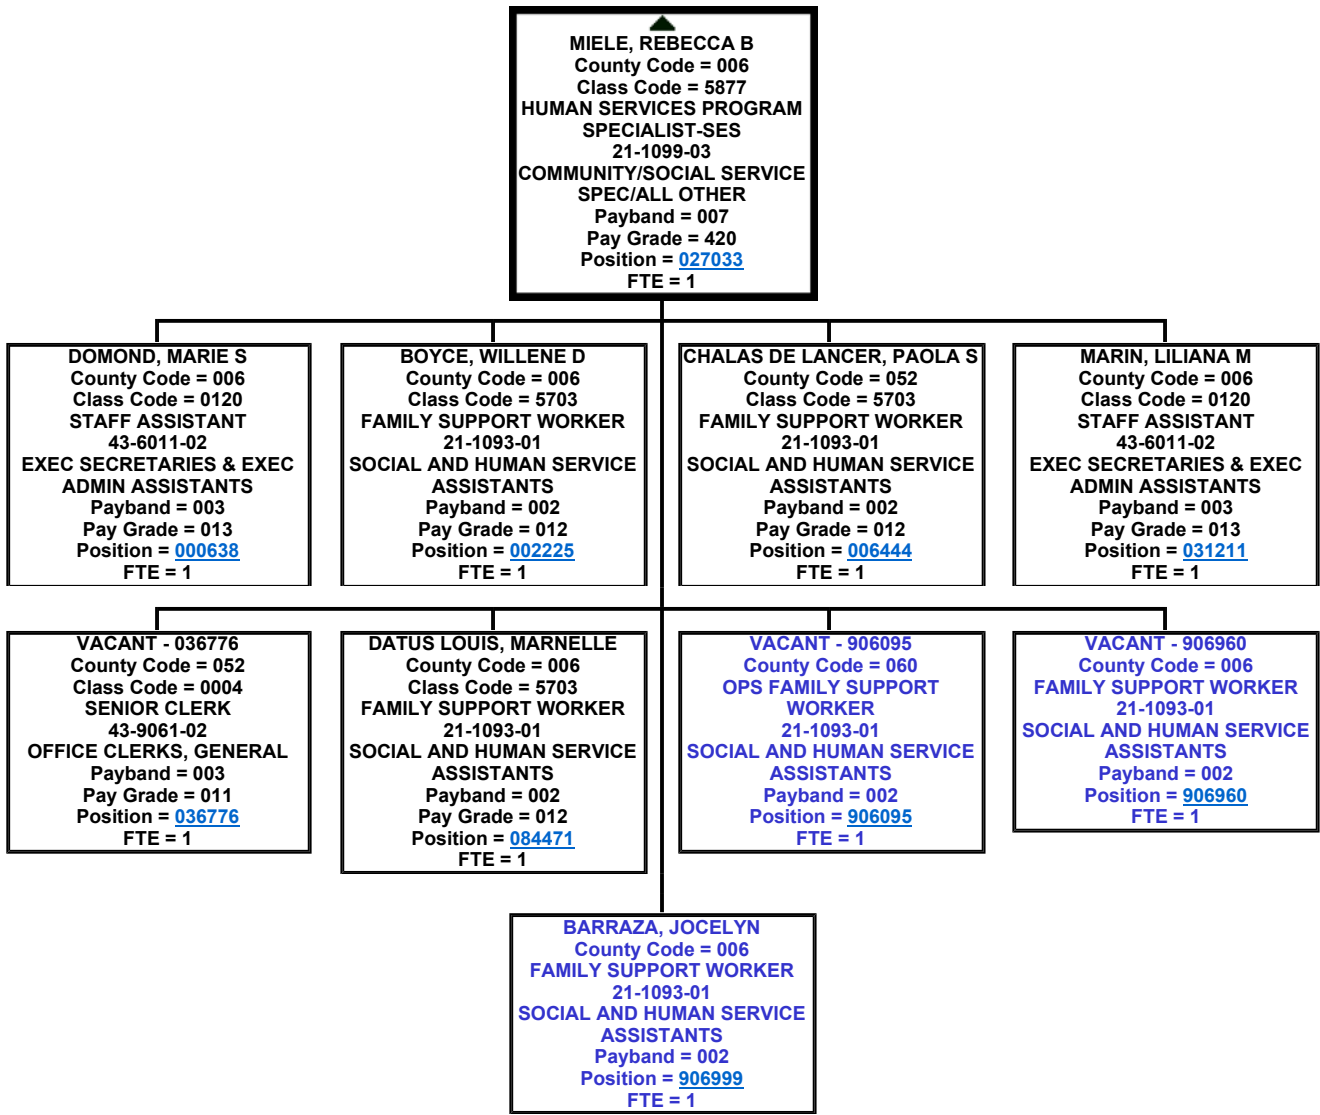 MIELE, REBECCA B
County Code = 006
Class Code = 5877
HUMAN SERVICES PROGRAM
SPECIALIST-SES
21-1099-03
COMMUNITY/SOCIAL SERVICE
SPEC/ALL OTHER
Payband = 007
Pay Grade = 420
Position = 027033
FTE = 1
DOMOND, MARIE S
County Code = 006
Class Code = 0120
STAFF ASSISTANT
43-6011-02
EXEC SECRETARIES & EXEC
ADMIN ASSISTANTS
Payband = 003
Pay Grade = 013
Position = 000638
FTE = 1
BOYCE, WILLENE D
County Code = 006
Class Code = 5703
FAMILY SUPPORT WORKER
21-1093-01
SOCIAL AND HUMAN SERVICE
ASSISTANTS
Payband = 002
Pay Grade = 012
Position = 002225
FTE = 1
CHALAS DE LANCER, PAOLA S
County Code = 052
Class Code = 5703
FAMILY SUPPORT WORKER
21-1093-01
SOCIAL AND HUMAN SERVICE
ASSISTANTS
Payband = 002
Pay Grade = 012
Position = 006444
FTE = 1
MARIN, LILIANA M
County Code = 006
Class Code = 0120
STAFF ASSISTANT
43-6011-02
EXEC SECRETARIES & EXEC
ADMIN ASSISTANTS
Payband = 003
Pay Grade = 013
Position = 031211
FTE = 1
VACANT - 036776
County Code = 052
Class Code = 0004
SENIOR CLERK
43-9061-02
OFFICE CLERKS, GENERAL
Payband = 003
Pay Grade = 011
Position = 036776
FTE = 1
DATUS LOUIS, MARNELLE
County Code = 006
Class Code = 5703
FAMILY SUPPORT WORKER
21-1093-01
SOCIAL AND HUMAN SERVICE
ASSISTANTS
Payband = 002
Pay Grade = 012
Position = 084471
FTE = 1
VACANT - 906095
County Code = 060
OPS FAMILY SUPPORT
WORKER
21-1093-01
SOCIAL AND HUMAN SERVICE
ASSISTANTS
Payband = 002
Position = 906095
FTE = 1
VACANT - 906960
County Code = 006
FAMILY SUPPORT WORKER
21-1093-01
SOCIAL AND HUMAN SERVICE
ASSISTANTS
Payband = 002
Position = 906960
FTE = 1
BARRAZA, JOCELYN
County Code = 006
FAMILY SUPPORT WORKER
21-1093-01
SOCIAL AND HUMAN SERVICE
ASSISTANTS
Payband = 002
Position = 906999
FTE = 1